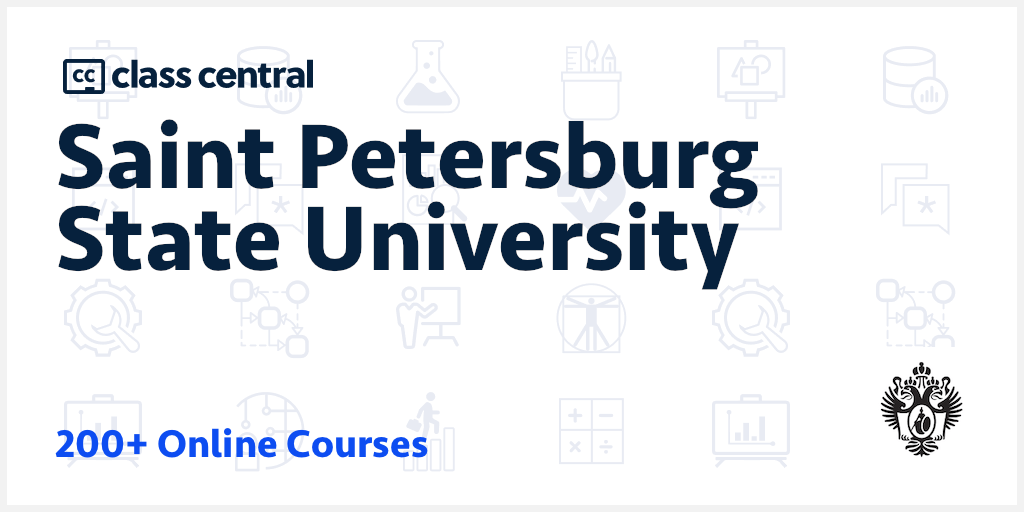 cc class central
Saint Petersburg
State University
200+ Online Courses